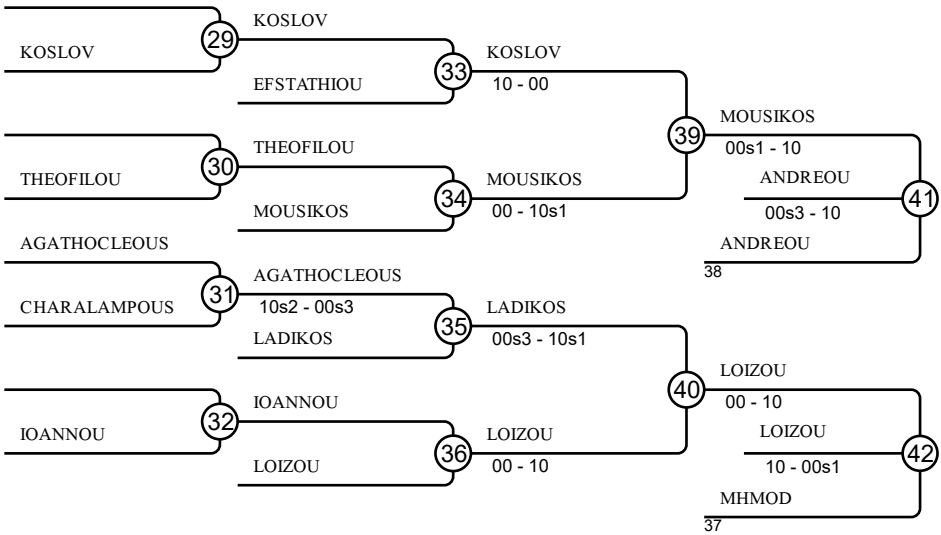 KOSLOV
29
KOSLOV
EFSTATHIOU
33
KOSLOV
10 - 00
THEOFILOU
30
THEOFILOU
MOUSIKOS
34
MOUSIKOS
00 - 10s1
39
MOUSIKOS
00s1 - 10
ANDREOU
00s3 - 10
41
ANDREOU
38
AGATHOCLEOUS
CHARALAMPOUS
31
AGATHOCLEOUS
10s2 - 00s3
LADIKOS
35
LADIKOS
00s3 - 10s1
IOANNOU
32
IOANNOU
LOIZOU
36
LOIZOU
00 - 10
40
LOIZOU
00 - 10
LOIZOU
10 - 00s1
42
MHMOD
37